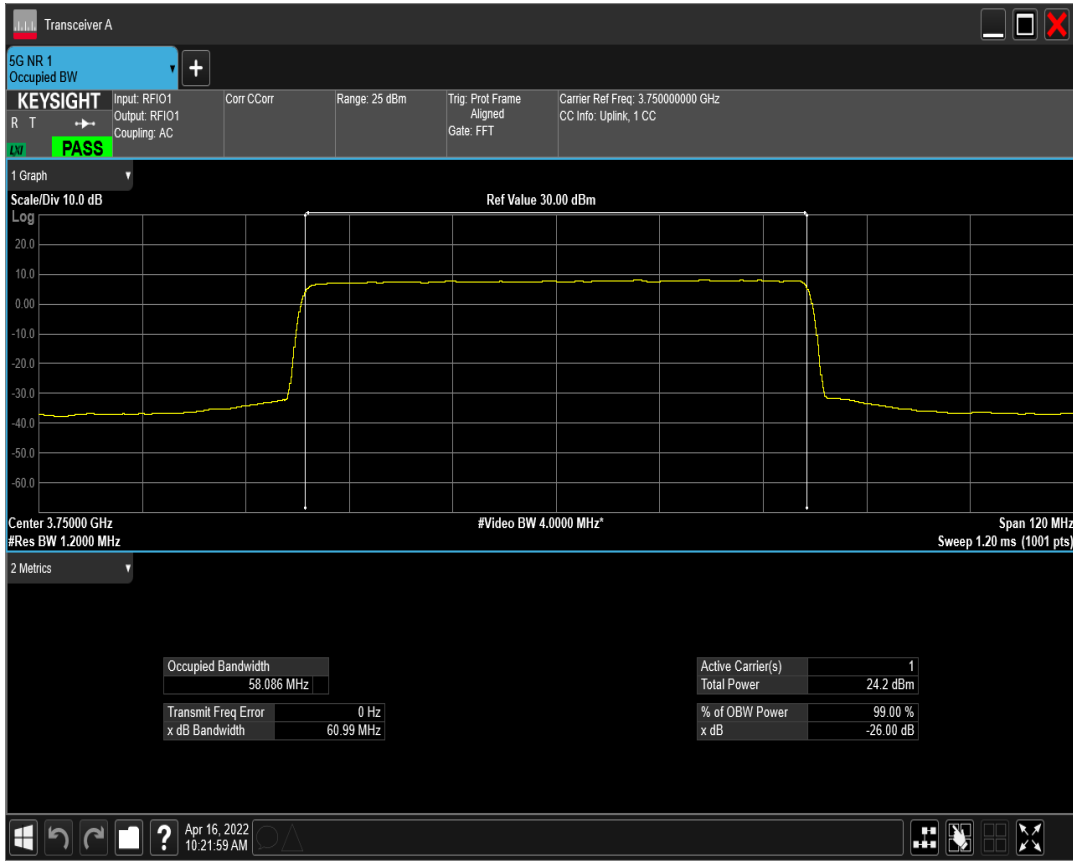 Transceiver A
5G NR 1
Occupied BW
+
KEYSIGHT
R T
LXI
PASS
Input: RFIO1
Output: RFIO1
Coupling: AC
Corr CCorr
Range: 25 dBm
Trig: Prot Frame
Aligned
Gate: FFT
Carrier Ref Freq: 3.750000000 GHz
CC Info: Uplink, 1 CC
1 Graph
Scale/Div 10.0 dB
Ref Value 30.00 dBm
Log
20.0
10.0
0.00
-10.0
-20.0
-30.0
-40.0
-50.0
-60.0
Center 3.75000 GHz
#Video BW 4.0000 MHz*
Span 120 MHz
#Res BW 1.2000 MHz
Sweep 1.20 ms (1001 pts)
2 Metrics
Occupied Bandwidth
58.086 MHz
Transmit Freq Error 0 Hz
x dB Bandwidth 60.99 MHz
Active Carrier(s) 1
Total Power 24.2 dBm
% of OBW Power 99.00 %
x dB -26.00 dB
?
Apr 16, 2022
10:21:59 AM